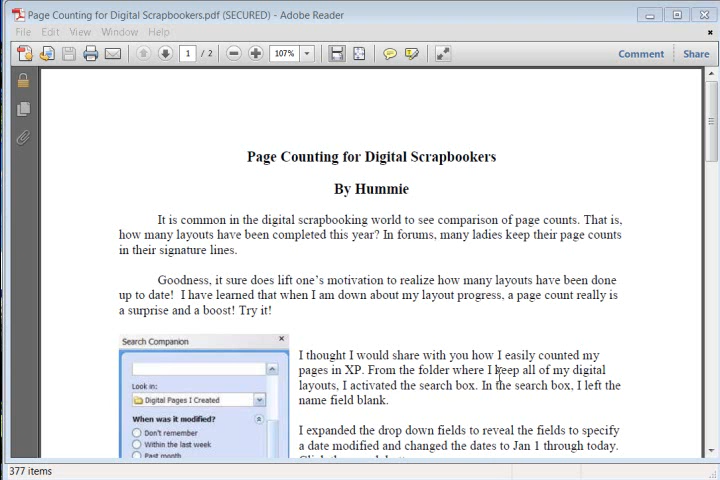 Page Counting for Digital Scrapbookers.pdf (SECURED) - Adobe Reader
File Edit View Window Help
1 / 2 107% Comment Share
Page Counting for Digital Scrapbookers
By Hummie
It is common in the digital scrapbooking world to see comparison of page counts. That is,
how many layouts have been completed this year? In forums, many ladies keep their page counts
in their signature lines.
Goodness, it sure does lift one’s motivation to realize how many layouts have been done
up to date! I have learned that when I am down about my layout progress, a page count really is
a surprise and a boost! Try it!
Search Companion
Look in:
Digital Pages I Created
When was it modified?
Don't remember
Within the last week
Past month
I thought I would share with you how I easily counted my
pages in XP. From the folder where I keep all of my digital
layouts, I activated the search box. In the search box, I left the
name field blank.
I expanded the drop down fields to reveal the fields to specify
a date modified and changed the dates to Jan 1 through today.
377 items